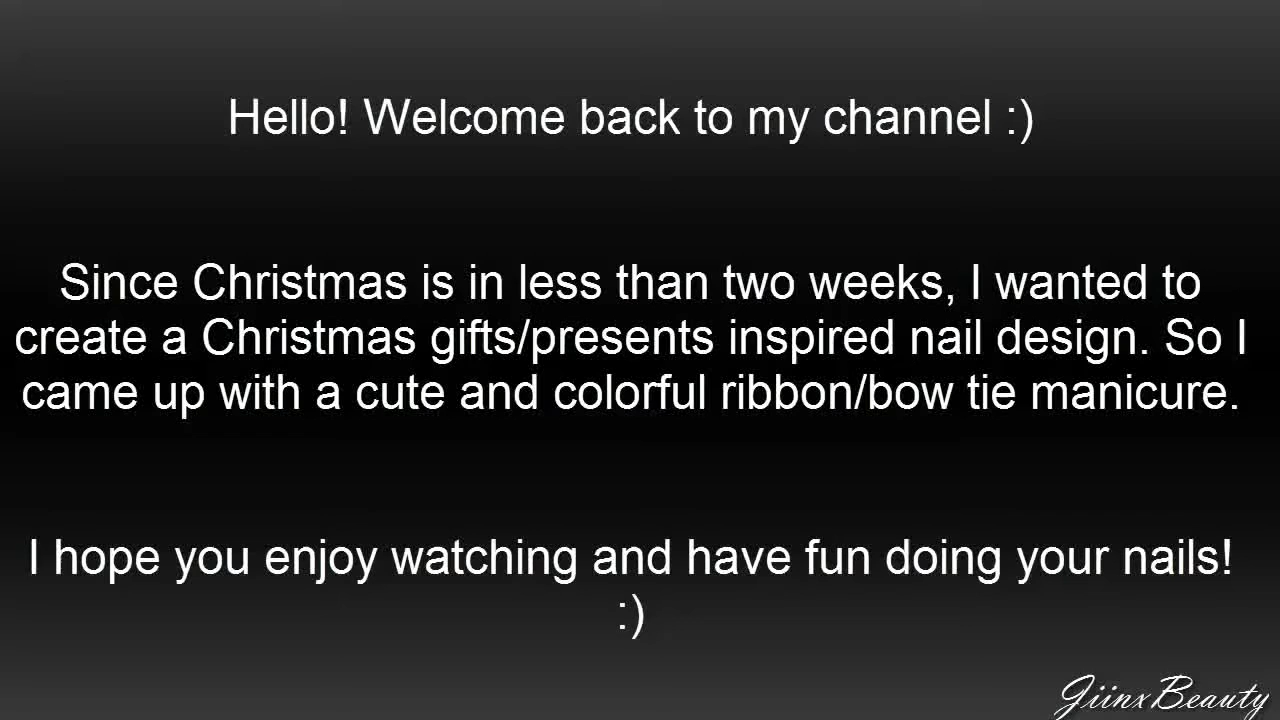 Hello! Welcome back to my channel :)
Since Christmas is in less than two weeks, I wanted to
create a Christmas gifts/presents inspired nail design. So I
came up with a cute and colorful ribbon/bow tie manicure.
I hope you enjoy watching and have fun doing your nails!
:)
JiinxBeauty